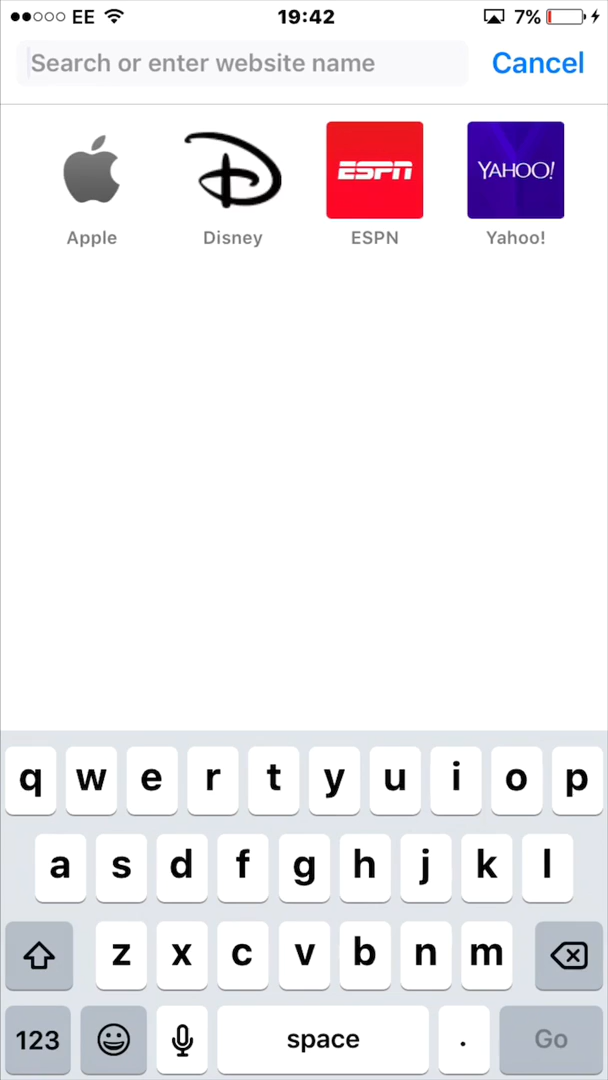 EE 19:42 7%
Search or enter website name Cancel
ESPN YAHOO!
Apple Disney ESPN Yahoo!
q w e r t y u i o p
a s d f g h j k l
z x c v b n m
123 space . Go